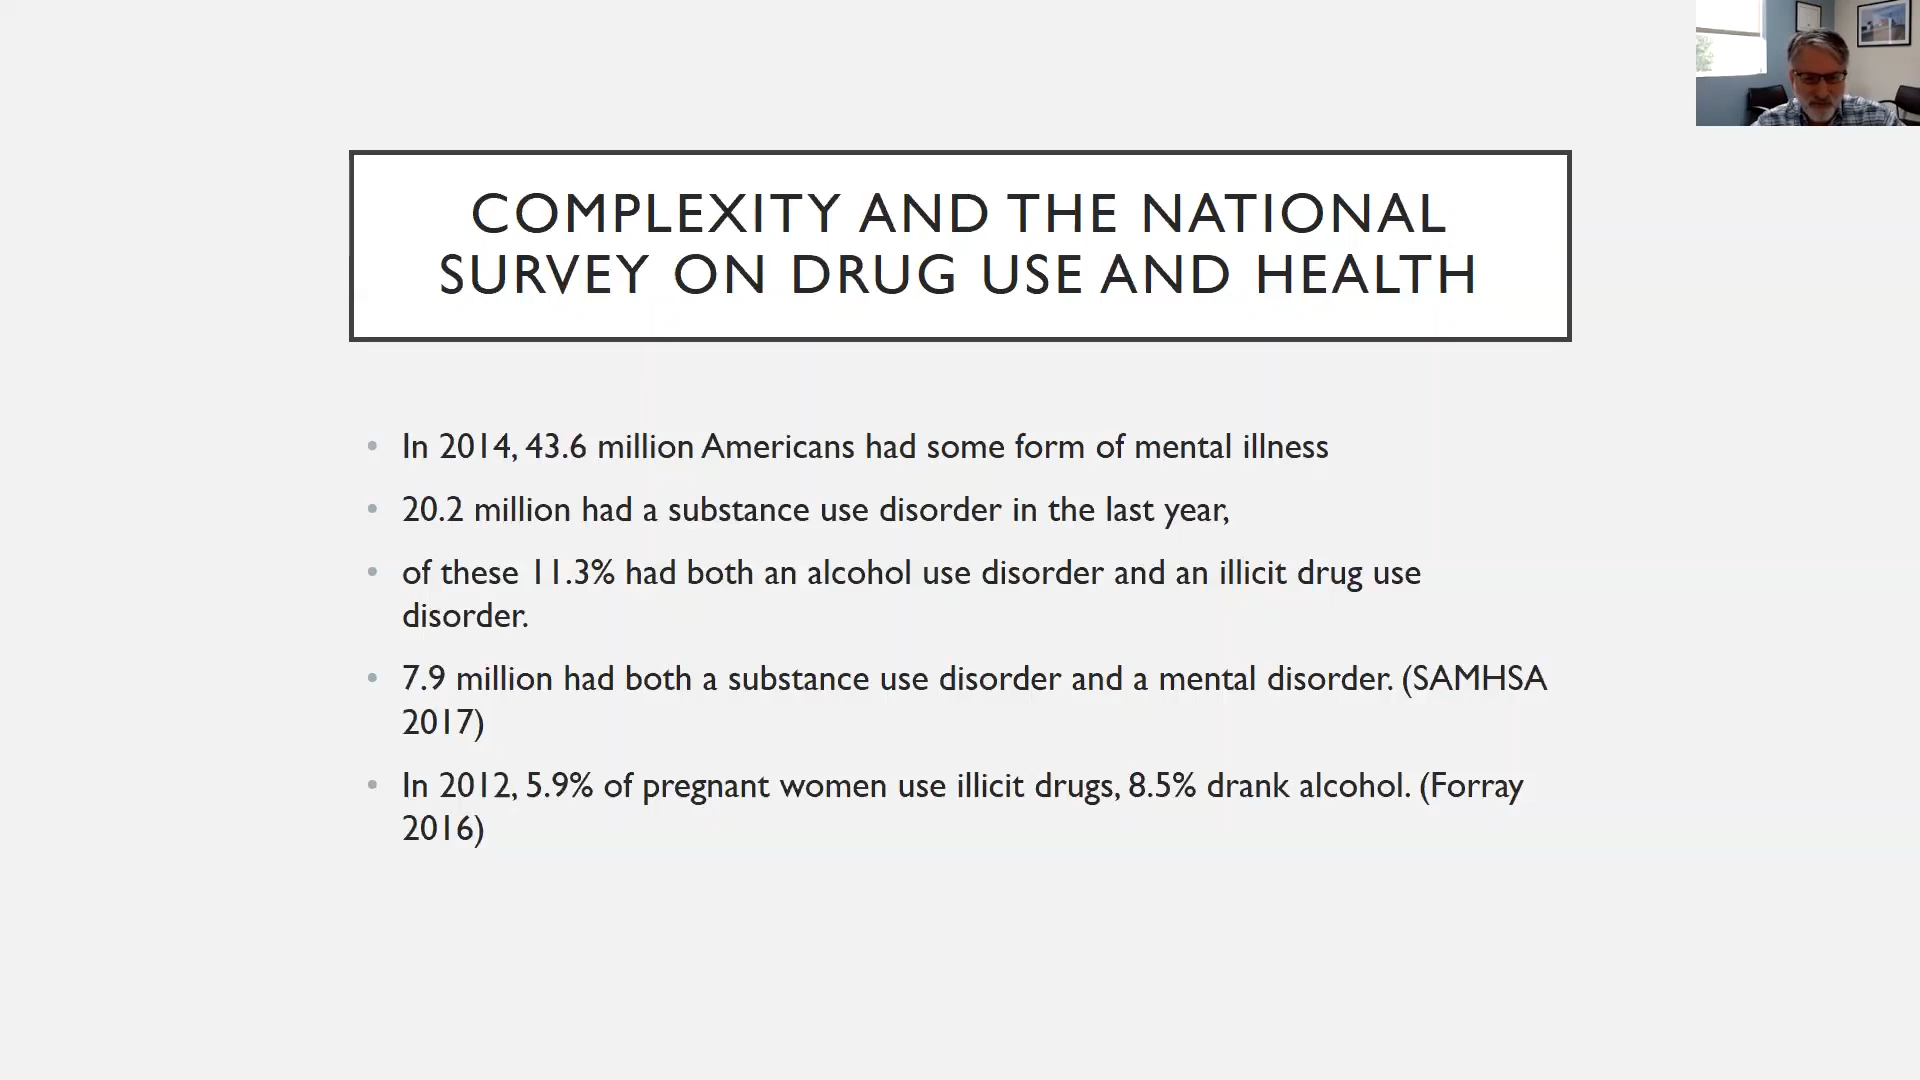 COMPLEXITY AND THE NATIONAL
SURVEY ON DRUG USE AND HEALTH
• In 2014, 43.6 million Americans had some form of mental illness
• 20.2 million had a substance use disorder in the last year,
• of these 11.3% had both an alcohol use disorder and an illicit drug use
disorder.
• 7.9 million had both a substance use disorder and a mental disorder. (SAMHSA
2017)
• In 2012, 5.9% of pregnant women use illicit drugs, 8.5% drank alcohol. (Forray
2016)